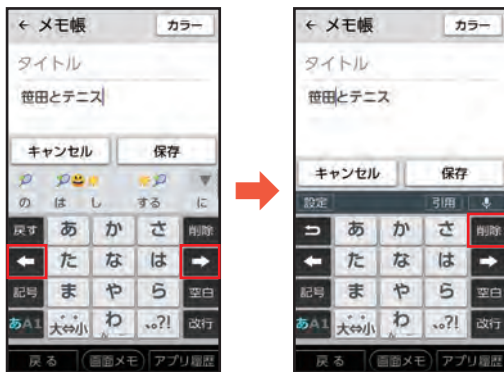 ← メモ帳 カラー
タイトル
笹田とテニス
キャンセル 保存
の は し する に
戻す あ か さ 削除
← た な は →
記号 ま や ら 空白
あA1 大⇔小 わ 、。?! 改行
戻る 画面メモ アプリ履歴
← メモ帳 カラー
タイトル
笹田とテニス
キャンセル 保存
設定 引用
あ か さ 削除
← た な は →
記号 ま や ら 空白
あA1 大⇔小 わ 、。?! 改行
戻る 画面メモ アプリ履歴